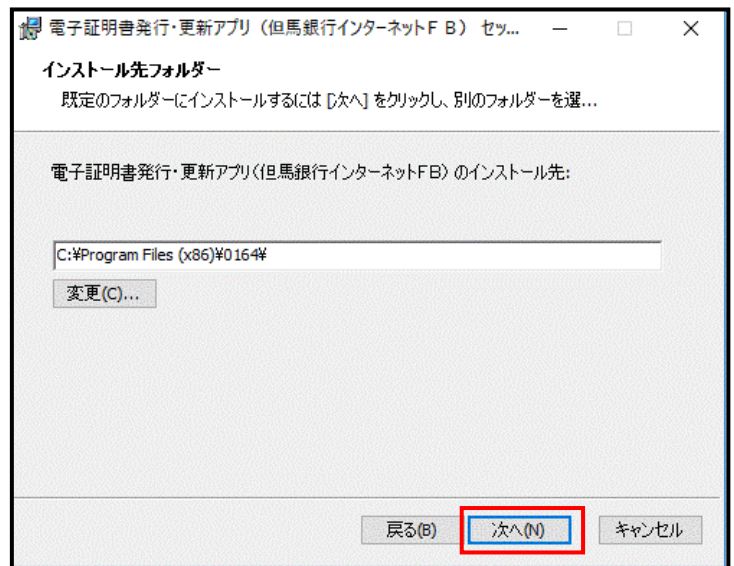 電子証明書発行・更新アプリ（但馬銀行インターネットＦＢ） セッ...
インストール先フォルダー
既定のフォルダーにインストールするには [次へ] をクリックし、別のフォルダーを選...
電子証明書発行・更新アプリ（但馬銀行インターネットＦＢ）のインストール先:
C:¥Program Files (x86)¥0164¥
変更(C)...
戻る(B) 次へ(N) キャンセル